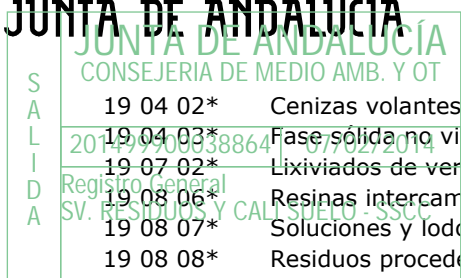 JUNTA DE ANDALUCIA
JUNTA DE ANDALUCÍA
CONSEJERIA DE MEDIO AMB. Y OT
SALIDA
201499900038864 07/02/2014
Registro General
SV. RESIDUOS Y CALI SUELO - SSCC
19 04 02* Cenizas volantes
19 04 03* Fase sólida no vi
19 07 02* Lixiviados de ver
19 08 06* Resinas intercam
19 08 07* Soluciones y lodo
19 08 08* Residuos procede